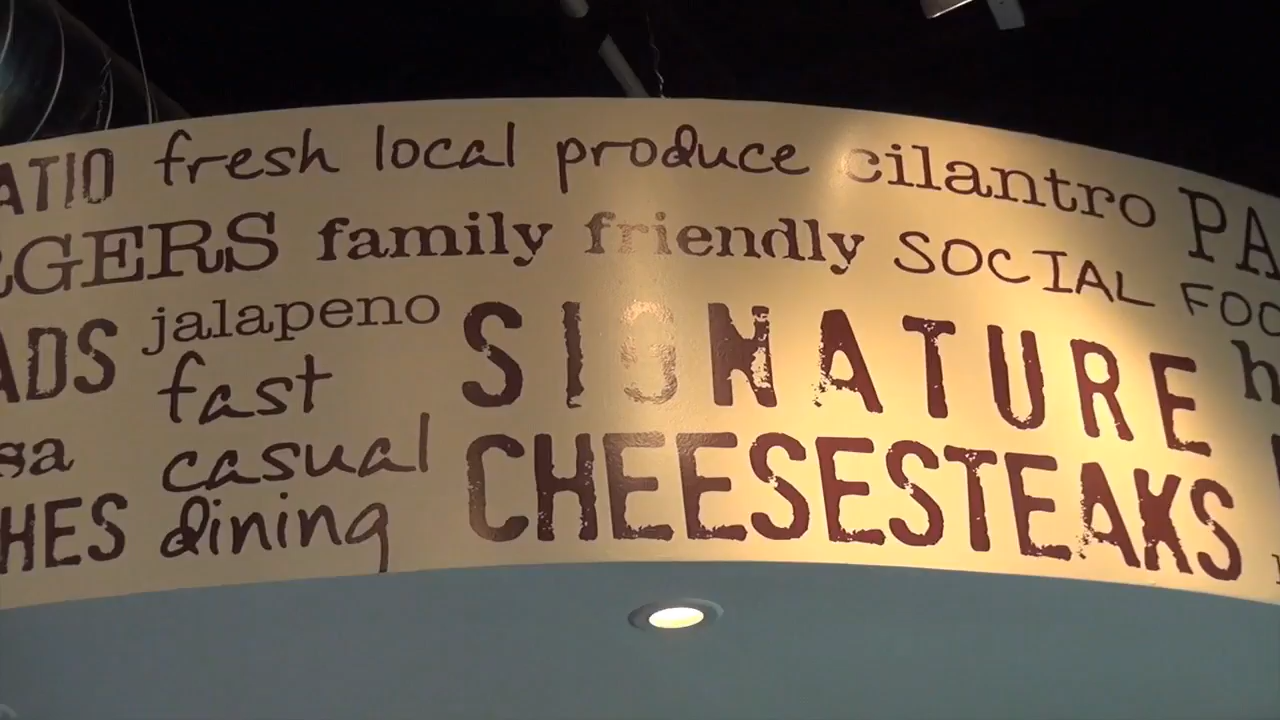 ATIO fresh local produce cilantro PA
GERS family friendly SOCIAL FOO
ADS jalapeno SIGNATURE h
fast
sa casual CHEESESTEAKS
HES dining